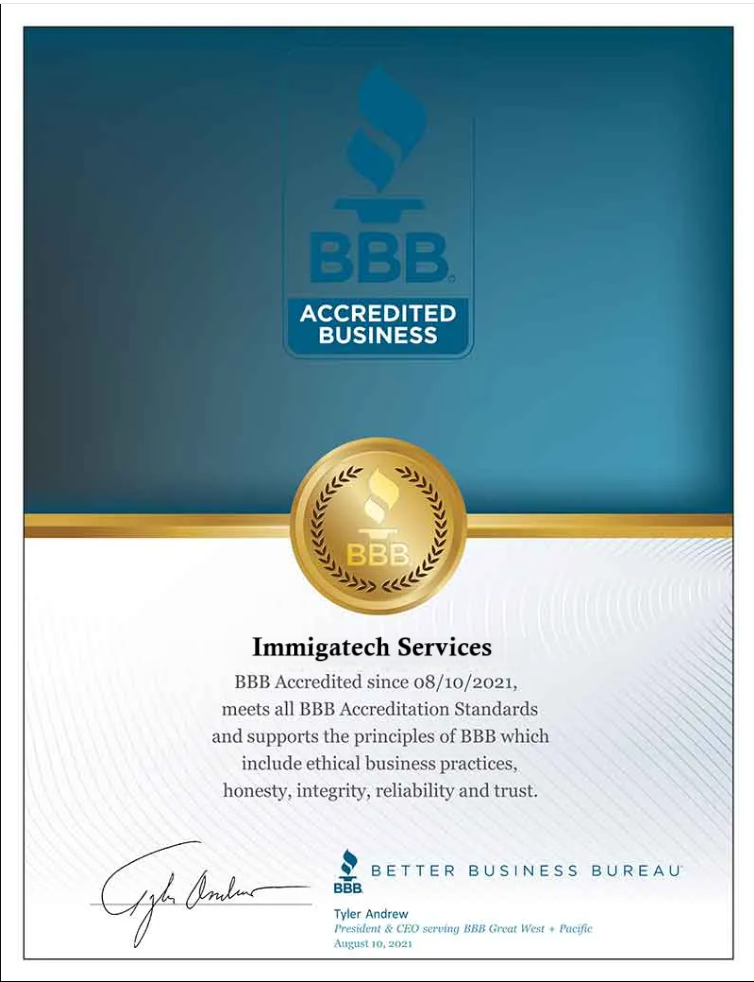 BBB®
ACCREDITED
BUSINESS
BBB
Immigatech Services
BBB Accredited since 08/10/2021,
meets all BBB Accreditation Standards
and supports the principles of BBB which
include ethical business practices,
honesty, integrity, reliability and trust.
Tyler Andrew
BBB
BETTER BUSINESS BUREAU
Tyler Andrew
President & CEO serving BBB Great West + Pacific
August 10, 2021